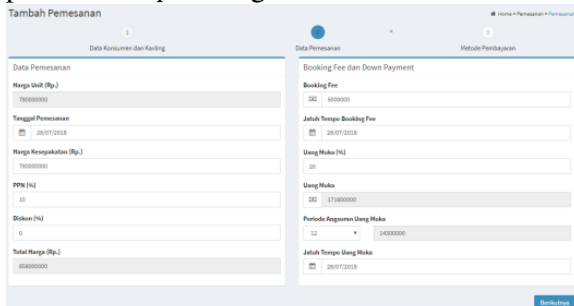 Tambah Pemesanan
Home > Pemesanan > Pemesanan
1
2
3
Data Konsumen dan Kavling
Data Pemesanan
Metode Pembayaran
Data Pemesanan
Harga Unit (Rp.)
780000000
Tanggal Pemesanan
28/07/2018
Harga Kesepakatan (Rp.)
780000000
PPN (%)
10
Diskon (%)
0
Total Harga (Rp.)
858000000
Booking Fee dan Down Payment
Booking Fee
5000000
Jatuh Tempo Booking Fee
28/07/2018
Uang Muka (%)
20
Uang Muka
171600000
Periode Angsuran Uang Muka
12
14300000
Jatuh Tempo Uang Muka
28/07/2018
Berikutnya